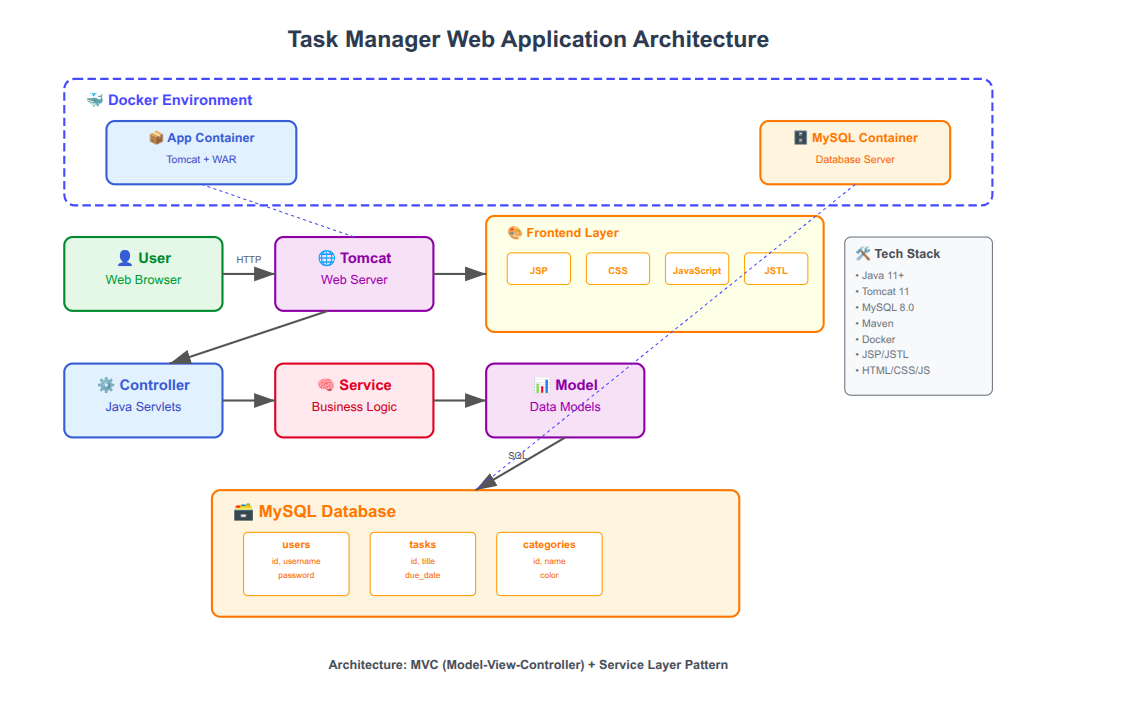 Task Manager Web Application Architecture
🐳 Docker Environment
📦 App Container
Tomcat + WAR
🗄️ MySQL Container
Database Server
👤 User
Web Browser
HTTP
🌐 Tomcat
Web Server
🎨 Frontend Layer
JSP
CSS
JavaScript
JSTL
🛠️ Tech Stack
• Java 11+
• Tomcat 11
• MySQL 8.0
• Maven
• Docker
• JSP/JSTL
• HTML/CSS/JS
⚙️ Controller
Java Servlets
🧠 Service
Business Logic
📊 Model
Data Models
SQL
🗃️ MySQL Database
users
id, username
password
tasks
id, title
due_date
categories
id, name
color
Architecture: MVC (Model-View-Controller) + Service Layer Pattern